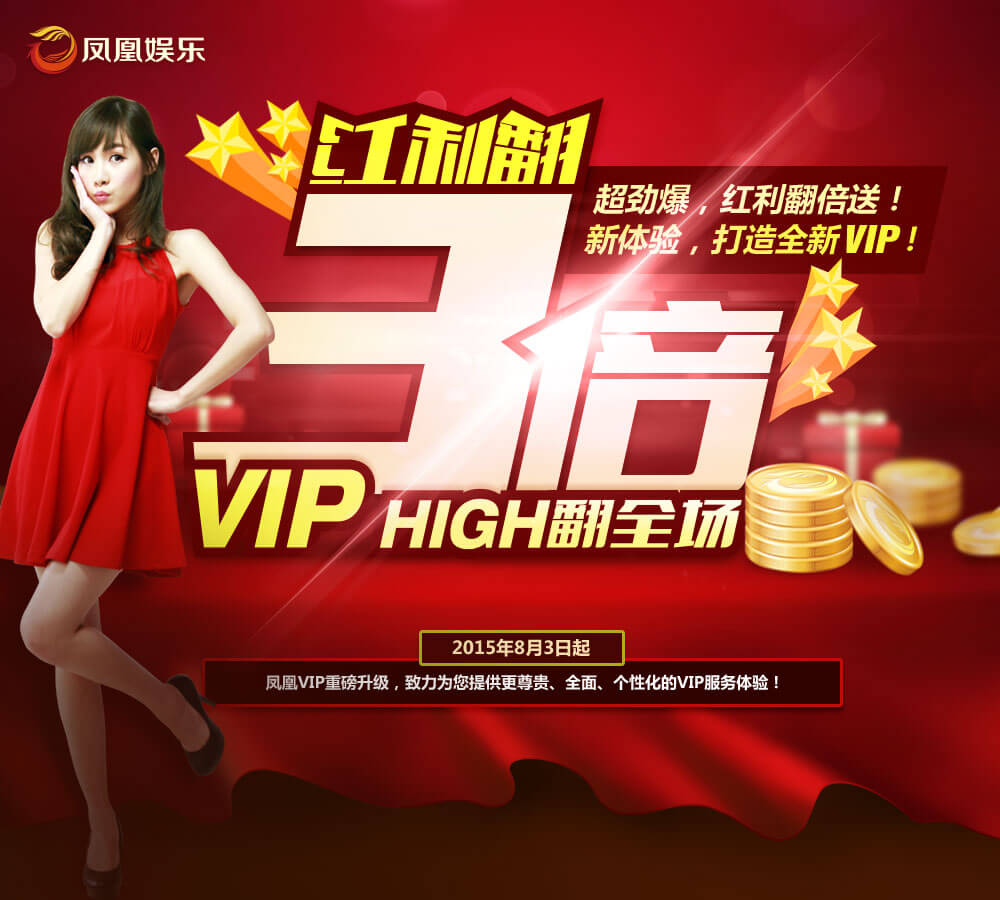 凤凰娱乐
红利翻
3倍
超劲爆，红利翻倍送！
新体验，打造全新VIP！
VIP HIGH翻全场
2015年8月3日起
凤凰VIP重磅升级，致力为您提供更尊贵、全面、个性化的VIP服务体验！